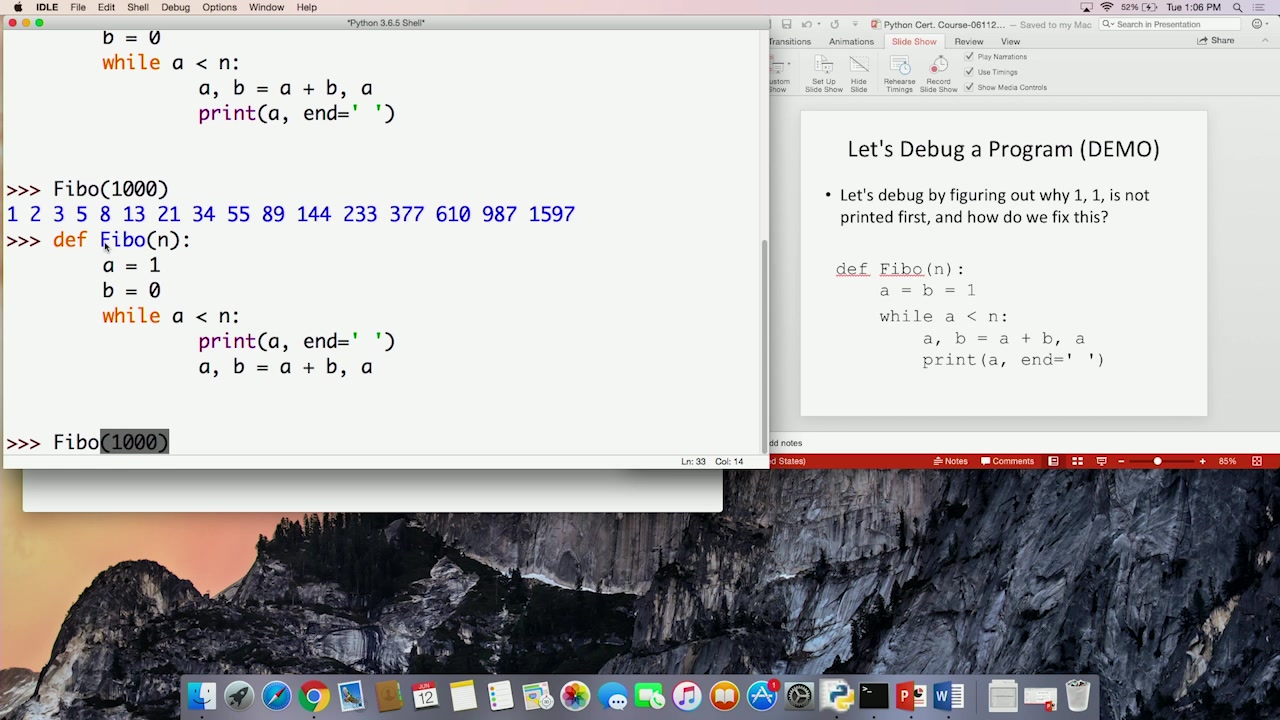 IDLE File Edit Shell Debug Options Window Help 52% Tue 1:06 PM
*Python 3.6.5 Shell*
b = 0
while a < n:
a, b = a + b, a
print(a, end=' ')
>>> Fibo(1000)
1 2 3 5 8 13 21 34 55 89 144 233 377 610 987 1597
>>> def Fibo(n):
a = 1
b = 0
while a < n:
print(a, end=' ')
a, b = a + b, a
>>> Fibo(1000)
Ln: 33 Col: 14
Python Cert. Course-06112... — Saved to my Mac
Search in Presentation
Transitions Animations Slide Show Review View Share
Set Up
Slide Show
Hide
Slide
Rehearse
Timings
Record
Slide Show
Play Narrations
Use Timings
Show Media Controls
Let's Debug a Program (DEMO)
• Let's debug by figuring out why 1, 1, is not
printed first, and how do we fix this?
def Fibo(n):
a = b = 1
while a < n:
a, b = a + b, a
print(a, end=' ')
dd notes
d States) Notes Comments 85%
JUN
12
1